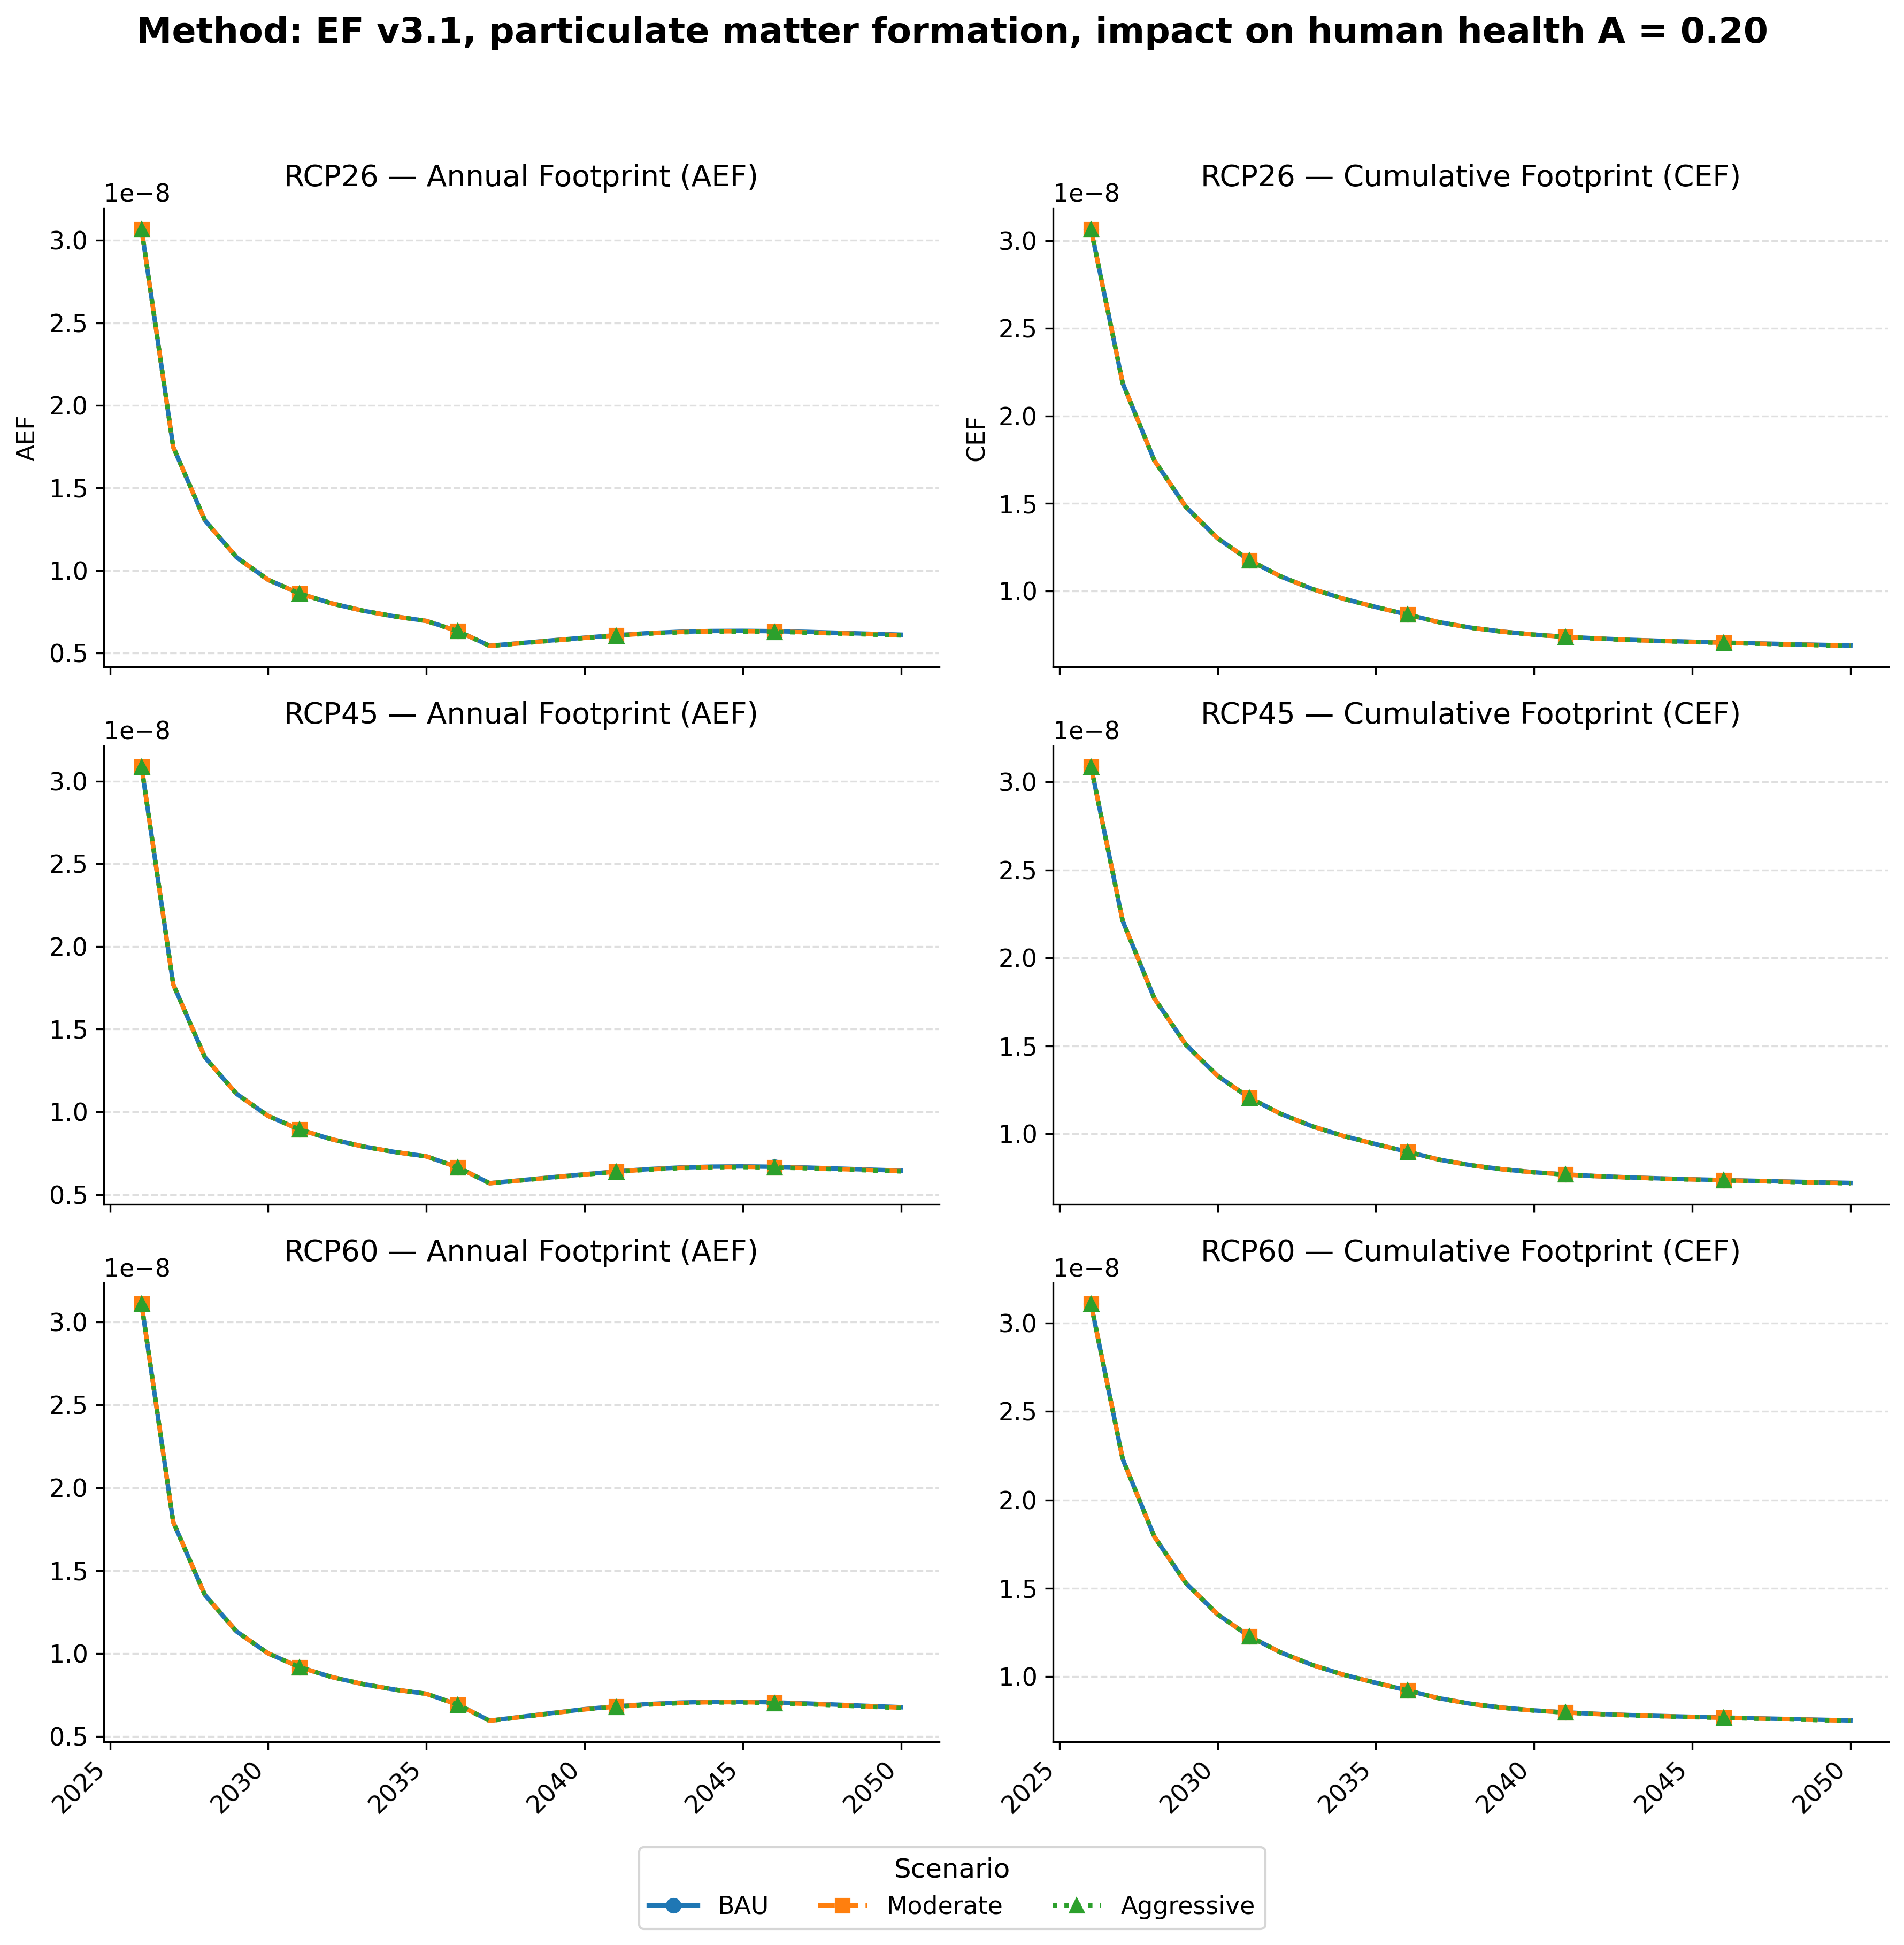 Method: EF v3.1, particulate matter formation, impact on human health A = 0.20
RCP26 — Annual Footprint (AEF)
1e−8
3.0
2.5
2.0
1.5
1.0
0.5
AEF
RCP26 — Cumulative Footprint (CEF)
1e−8
3.0
2.5
2.0
1.5
1.0
CEF
RCP45 — Annual Footprint (AEF)
1e−8
3.0
2.5
2.0
1.5
1.0
0.5
RCP45 — Cumulative Footprint (CEF)
1e−8
3.0
2.5
2.0
1.5
1.0
RCP60 — Annual Footprint (AEF)
1e−8
3.0
2.5
2.0
1.5
1.0
0.5
2025 2030 2035 2040 2045 2050
RCP60 — Cumulative Footprint (CEF)
1e−8
3.0
2.5
2.0
1.5
1.0
2025 2030 2035 2040 2045 2050
Scenario
BAU Moderate Aggressive